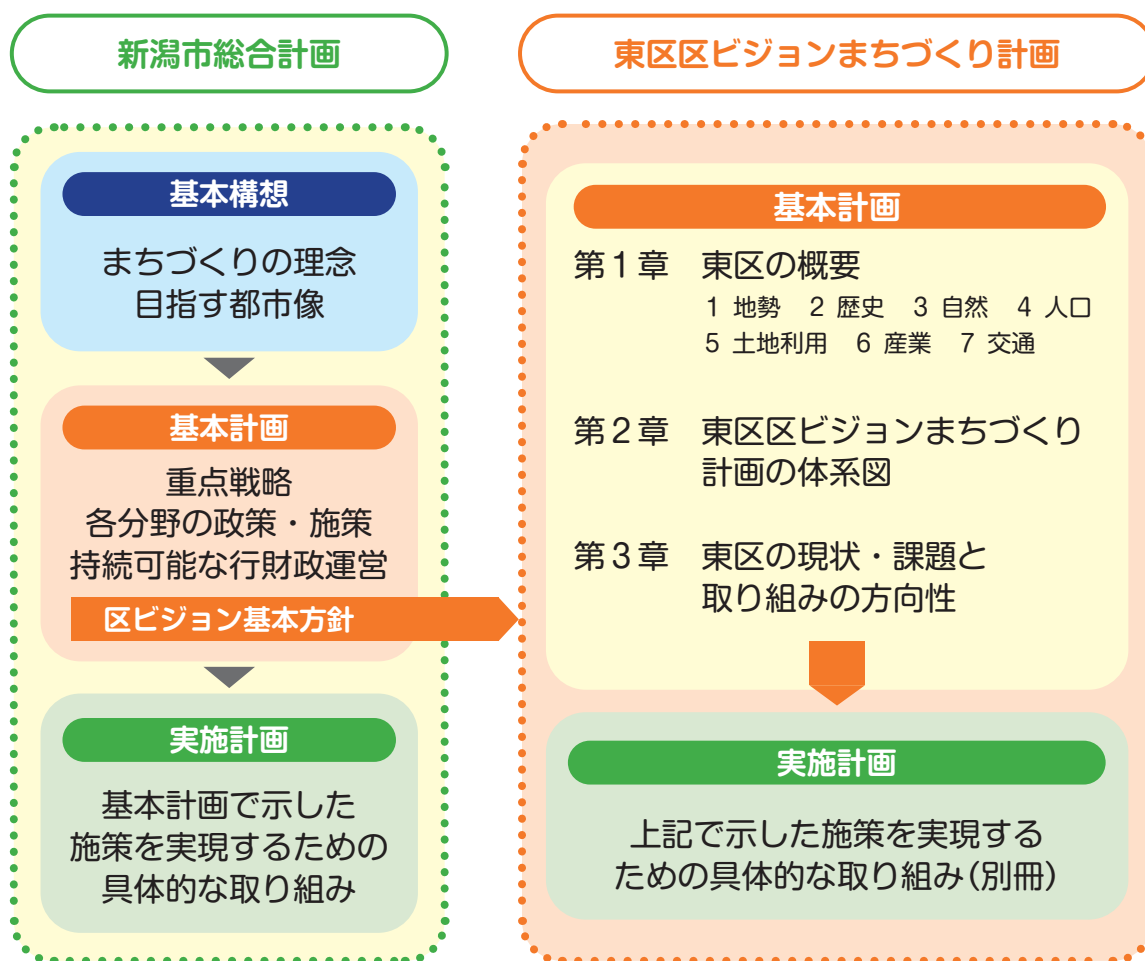 新潟市総合計画
基本構想
まちづくりの理念
目指す都市像
基本計画
重点戦略
各分野の政策・施策
持続可能な行財政運営
区ビジョン基本方針
実施計画
基本計画で示した
施策を実現するための
具体的な取り組み
東区区ビジョンまちづくり計画
基本計画
第1章 東区の概要
1 地勢 2 歴史 3 自然 4 人口
5 土地利用 6 産業 7 交通
第2章 東区区ビジョンまちづくり
計画の体系図
第3章 東区の現状・課題と
取り組みの方向性
実施計画
上記で示した施策を実現する
ための具体的な取り組み(別冊)